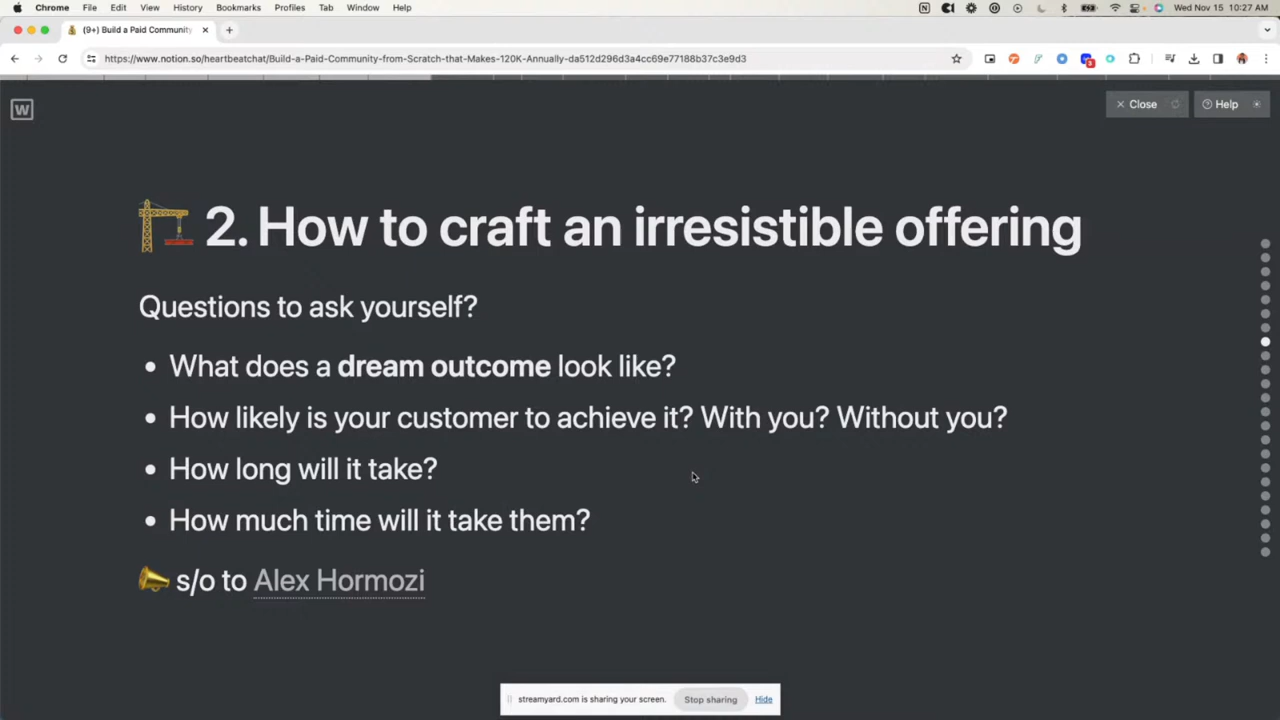 Chrome File Edit View History Bookmarks Profiles Tab Window Help Wed Nov 15 10:27 AM
(9+) Build a Paid Community
https://www.notion.so/heartbeatchat/Build-a-Paid-Community-from-Scratch-that-Makes-120K-Annually-da512d296d3a4cc69e77188b37c3e9d3
W
Close Help
2. How to craft an irresistible offering
Questions to ask yourself?
• What does a dream outcome look like?
• How likely is your customer to achieve it? With you? Without you?
• How long will it take?
• How much time will it take them?
s/o to Alex Hormozi
streamyard.com is sharing your screen. Stop sharing Hide